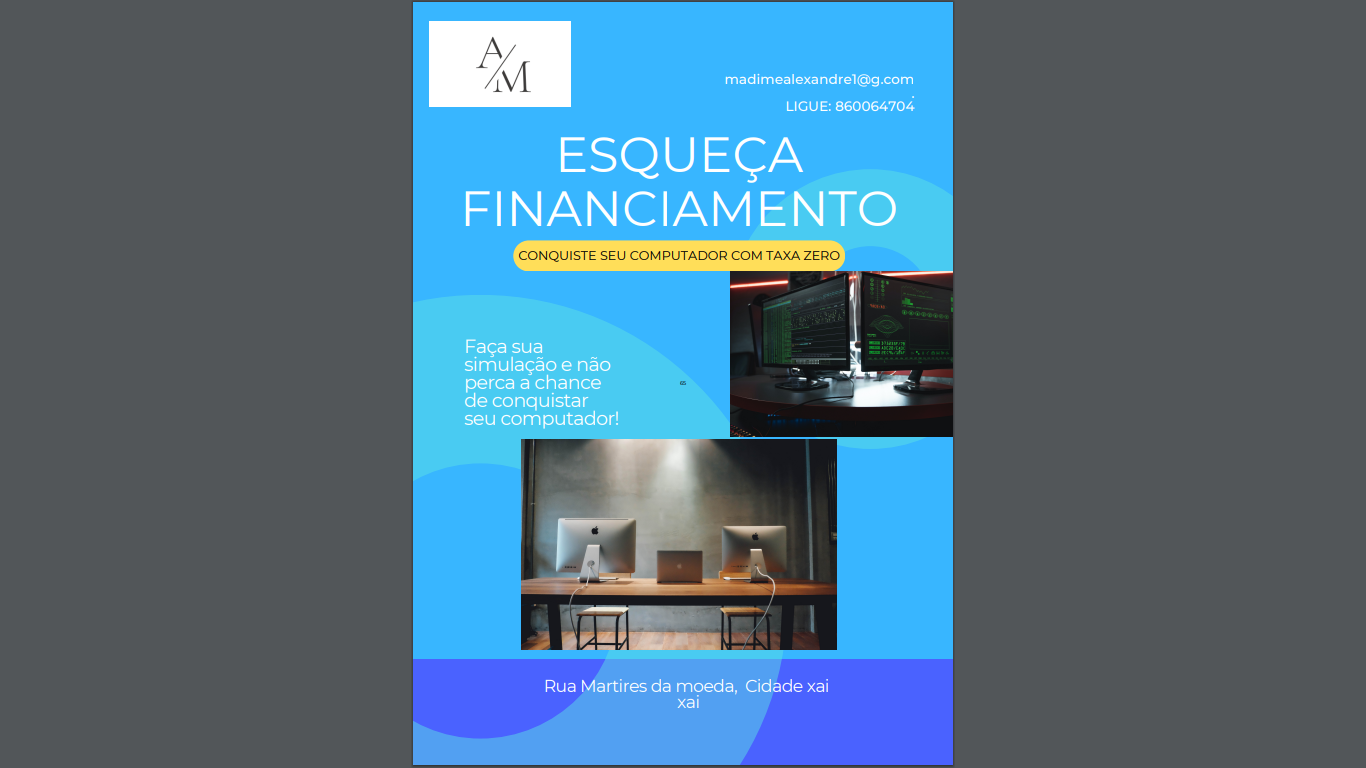 A/M
madimealexandre1@g.com
.
LIGUE: 860064704
ESQUEÇA
FINANCIAMENTO
CONQUISTE SEU COMPUTADOR COM TAXA ZERO
Faça sua
simulação e não
perca a chance
de conquistar
seu computador!
Rua Martires da moeda, Cidade xai
xai